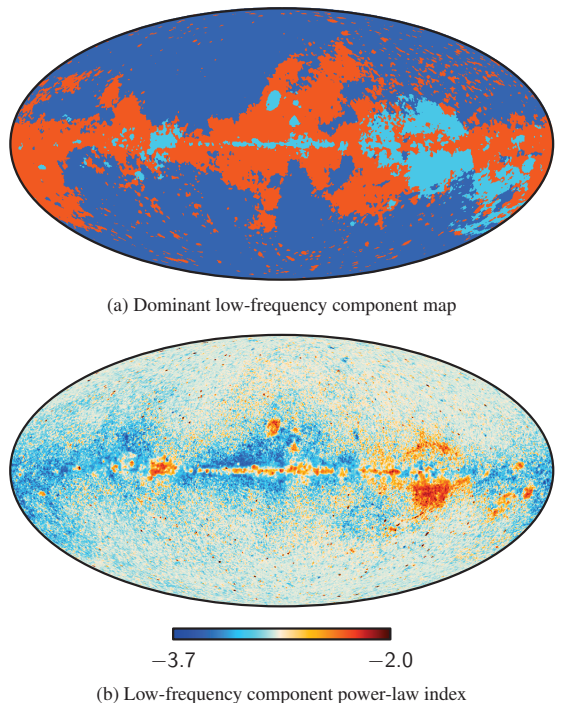 (a) Dominant low-frequency component map
−3.7 −2.0
(b) Low-frequency component power-law index